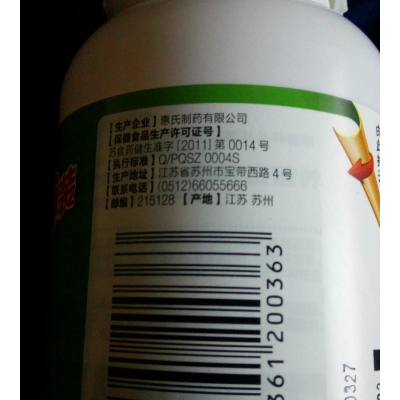 【生产企业】惠氏制药有限公司
【保健食品生产许可证号】
苏食药健生准字[2011]第0014号
【执行标准】Q/PQSZ 0004S
【生产地址】江苏省苏州市宝带西路4号
【联系电话】(0512)66055666
【邮编】215128【产地】江苏 苏州
361200363
0327